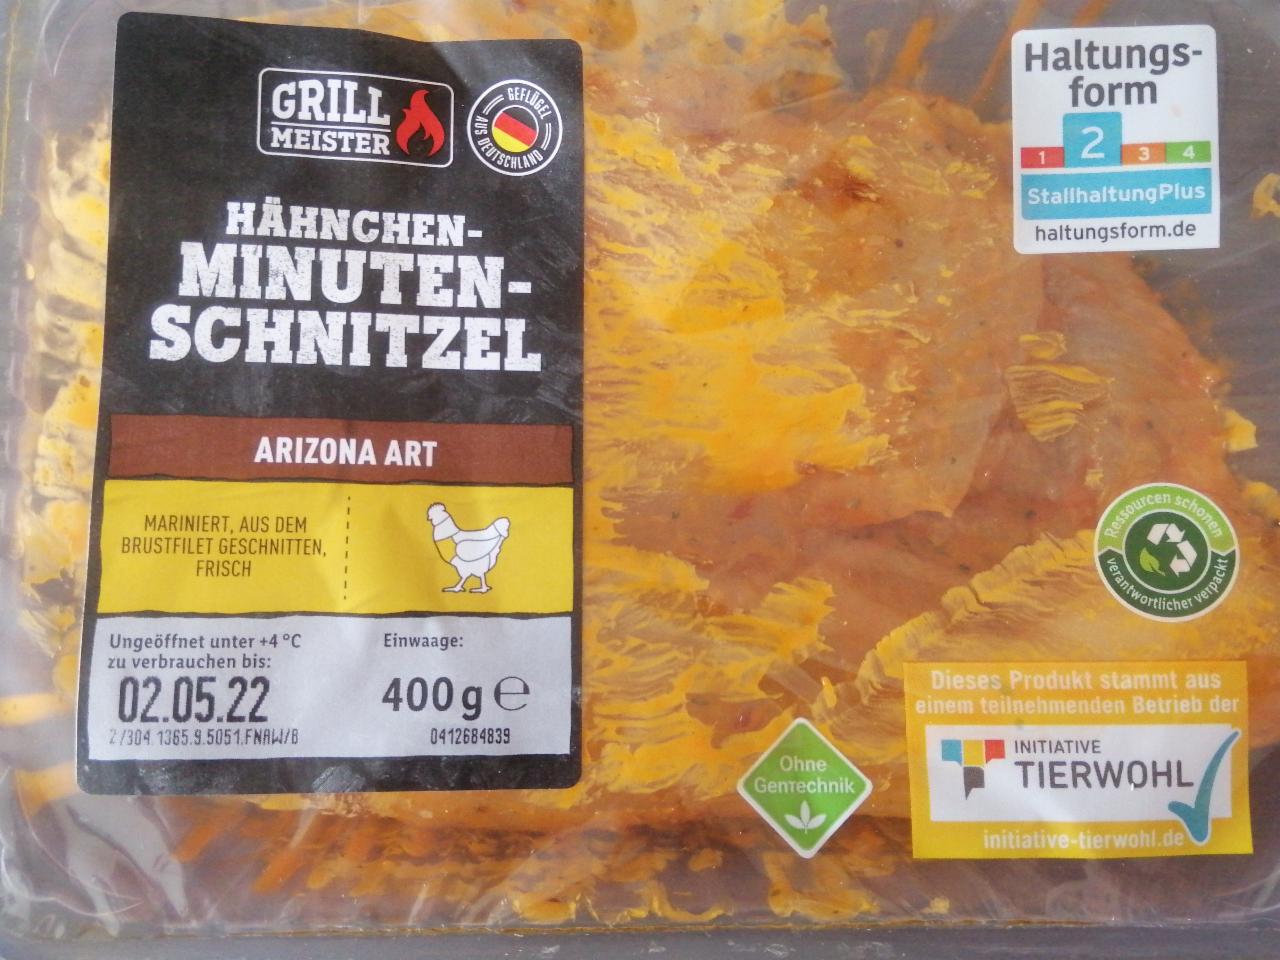 GRILL
MEISTER
GEFLÜGEL
AUS DEUTSCHLAND
HÄHNCHEN-
MINUTEN-
SCHNITZEL
ARIZONA ART
MARINIERT, AUS DEM
BRUSTFILET GESCHNITTEN,
FRISCH
Ungeöffnet unter +4 °C
zu verbrauchen bis:
02.05.22
Z/304 1365.9.5051.FNAW/B
Einwaage:
400 g ℮
0412684839
Haltungs-
form
1 2 3 4
StallhaltungPlus
haltungsform.de
Ressourcen schonen
verantwortlicher verpackt
Dieses Produkt stammt aus
einem teilnehmenden Betrieb der
INITIATIVE
TIERWOHL
initiative-tierwohl.de
Ohne
GenTechnik